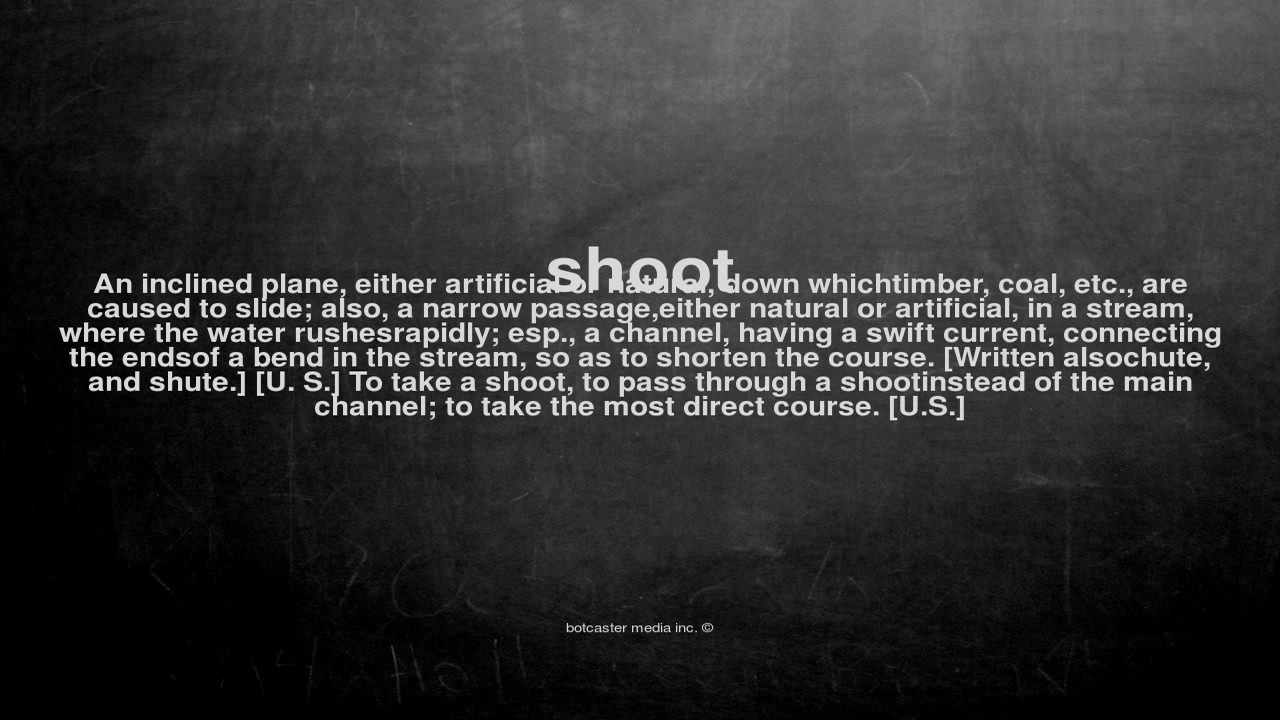 shoot
An inclined plane, either artificial or natural, down whichtimber, coal, etc., are
caused to slide; also, a narrow passage,either natural or artificial, in a stream,
where the water rushesrapidly; esp., a channel, having a swift current, connecting
the endsof a bend in the stream, so as to shorten the course. [Written alsochute,
and shute.] [U. S.] To take a shoot, to pass through a shootinstead of the main
channel; to take the most direct course. [U.S.]
botcaster media inc. ©